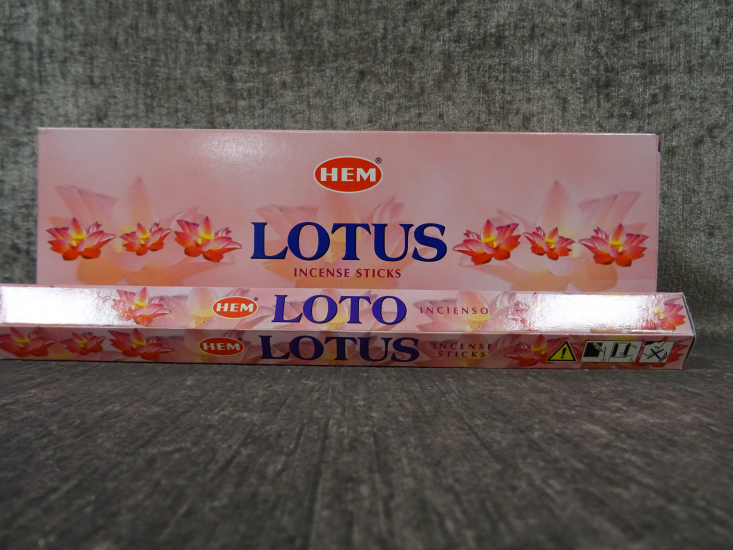 HEM®
LOTUS
INCENSE STICKS
HEM® LOTO INCIENSO
HEM® LOTUS INCENSE
STICKS